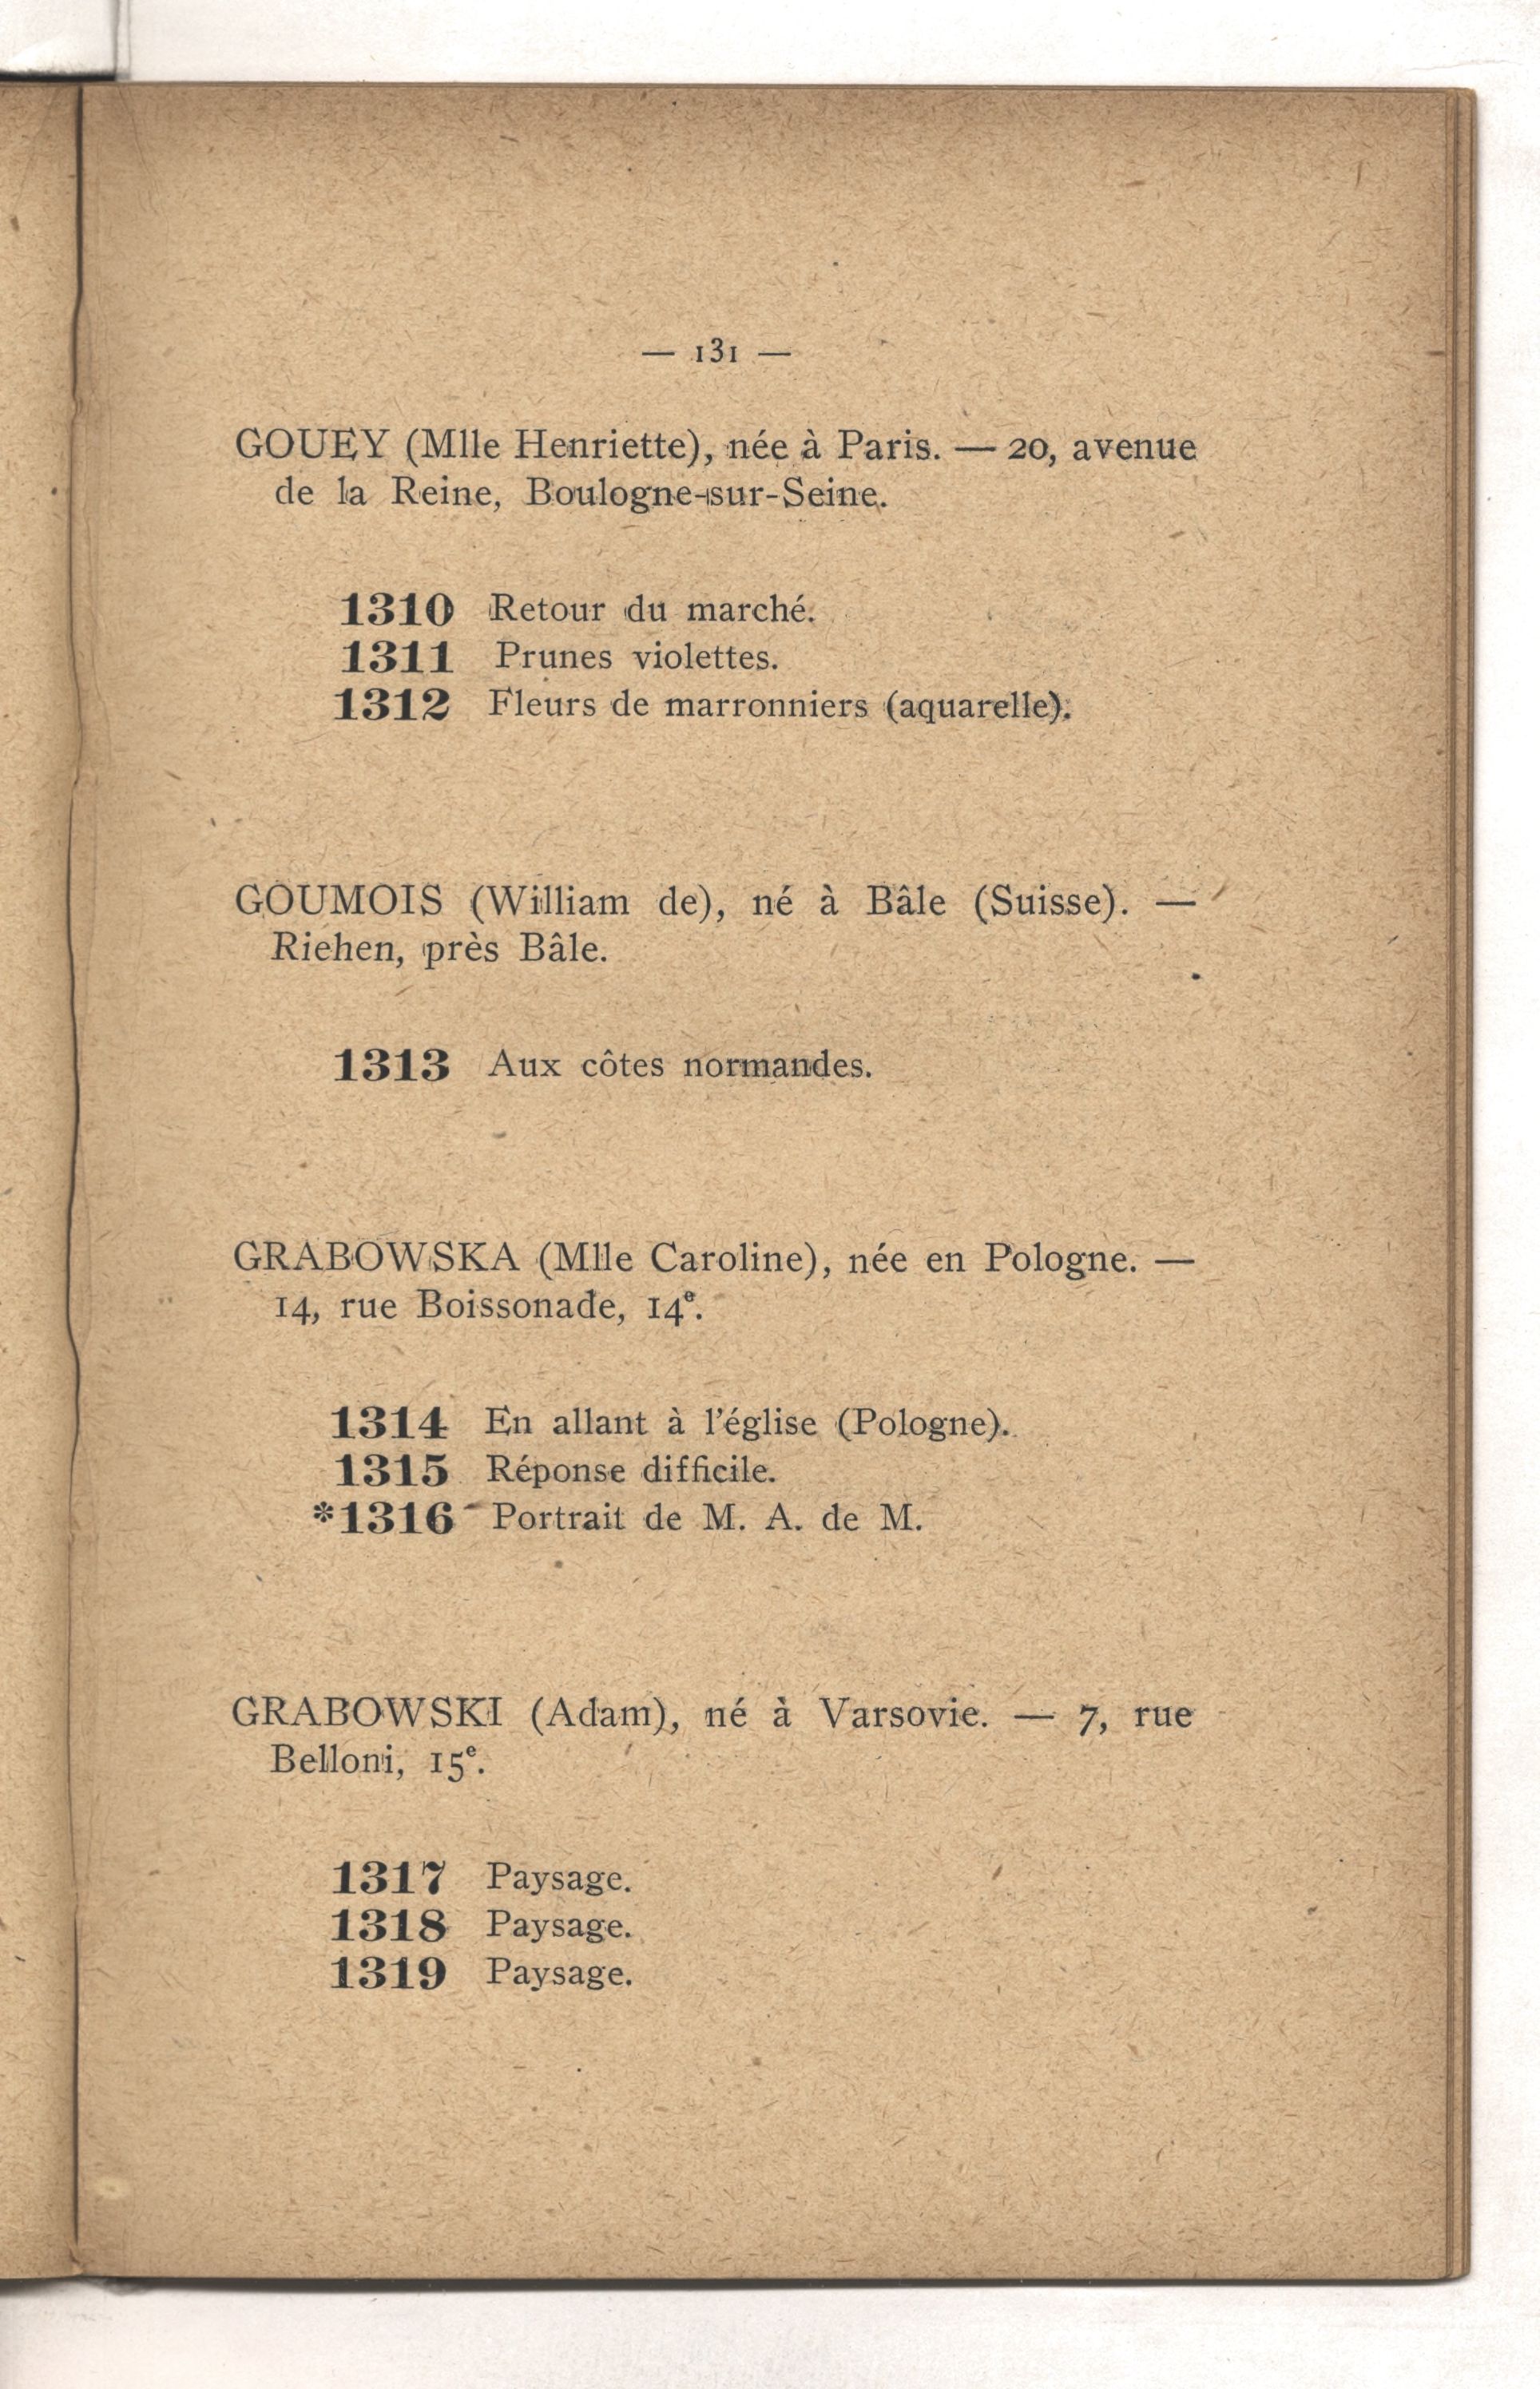 — 131 —
GOUEY (Mlle Henriette), née à Paris. — 20, avenue
de la Reine, Boulogne-sur-Seine.
1310 Retour du marché.
1311 Prunes violettes.
1312 Fleurs de marronniers (aquarelle).
GOUMOIS (William de), né à Bâle (Suisse). —
Riehen, près Bâle.
1313 Aux côtes normandes.
GRABOWSKA (Mlle Caroline), née en Pologne. —
14, rue Boissonade, 14e.
1314 En allant à l'église (Pologne).
1315 Réponse difficile.
*1316 Portrait de M. A. de M.
GRABOWSKI (Adam), né à Varsovie. — 7, rue
Belloni, 15e.
1317 Paysage.
1318 Paysage.
1319 Paysage.